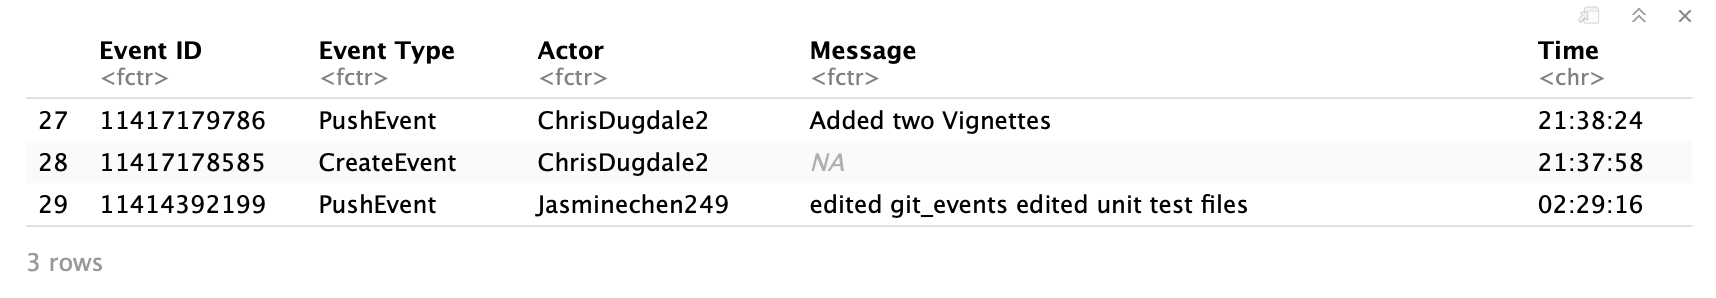 Event ID Event Type Actor Message Time
<fctr> <fctr> <fctr> <fctr> <chr>
27 11417179786 PushEvent ChrisDugdale2 Added two Vignettes 21:38:24
28 11417178585 CreateEvent ChrisDugdale2 NA 21:37:58
29 11414392199 PushEvent Jasminechen249 edited git_events edited unit test files 02:29:16
3 rows